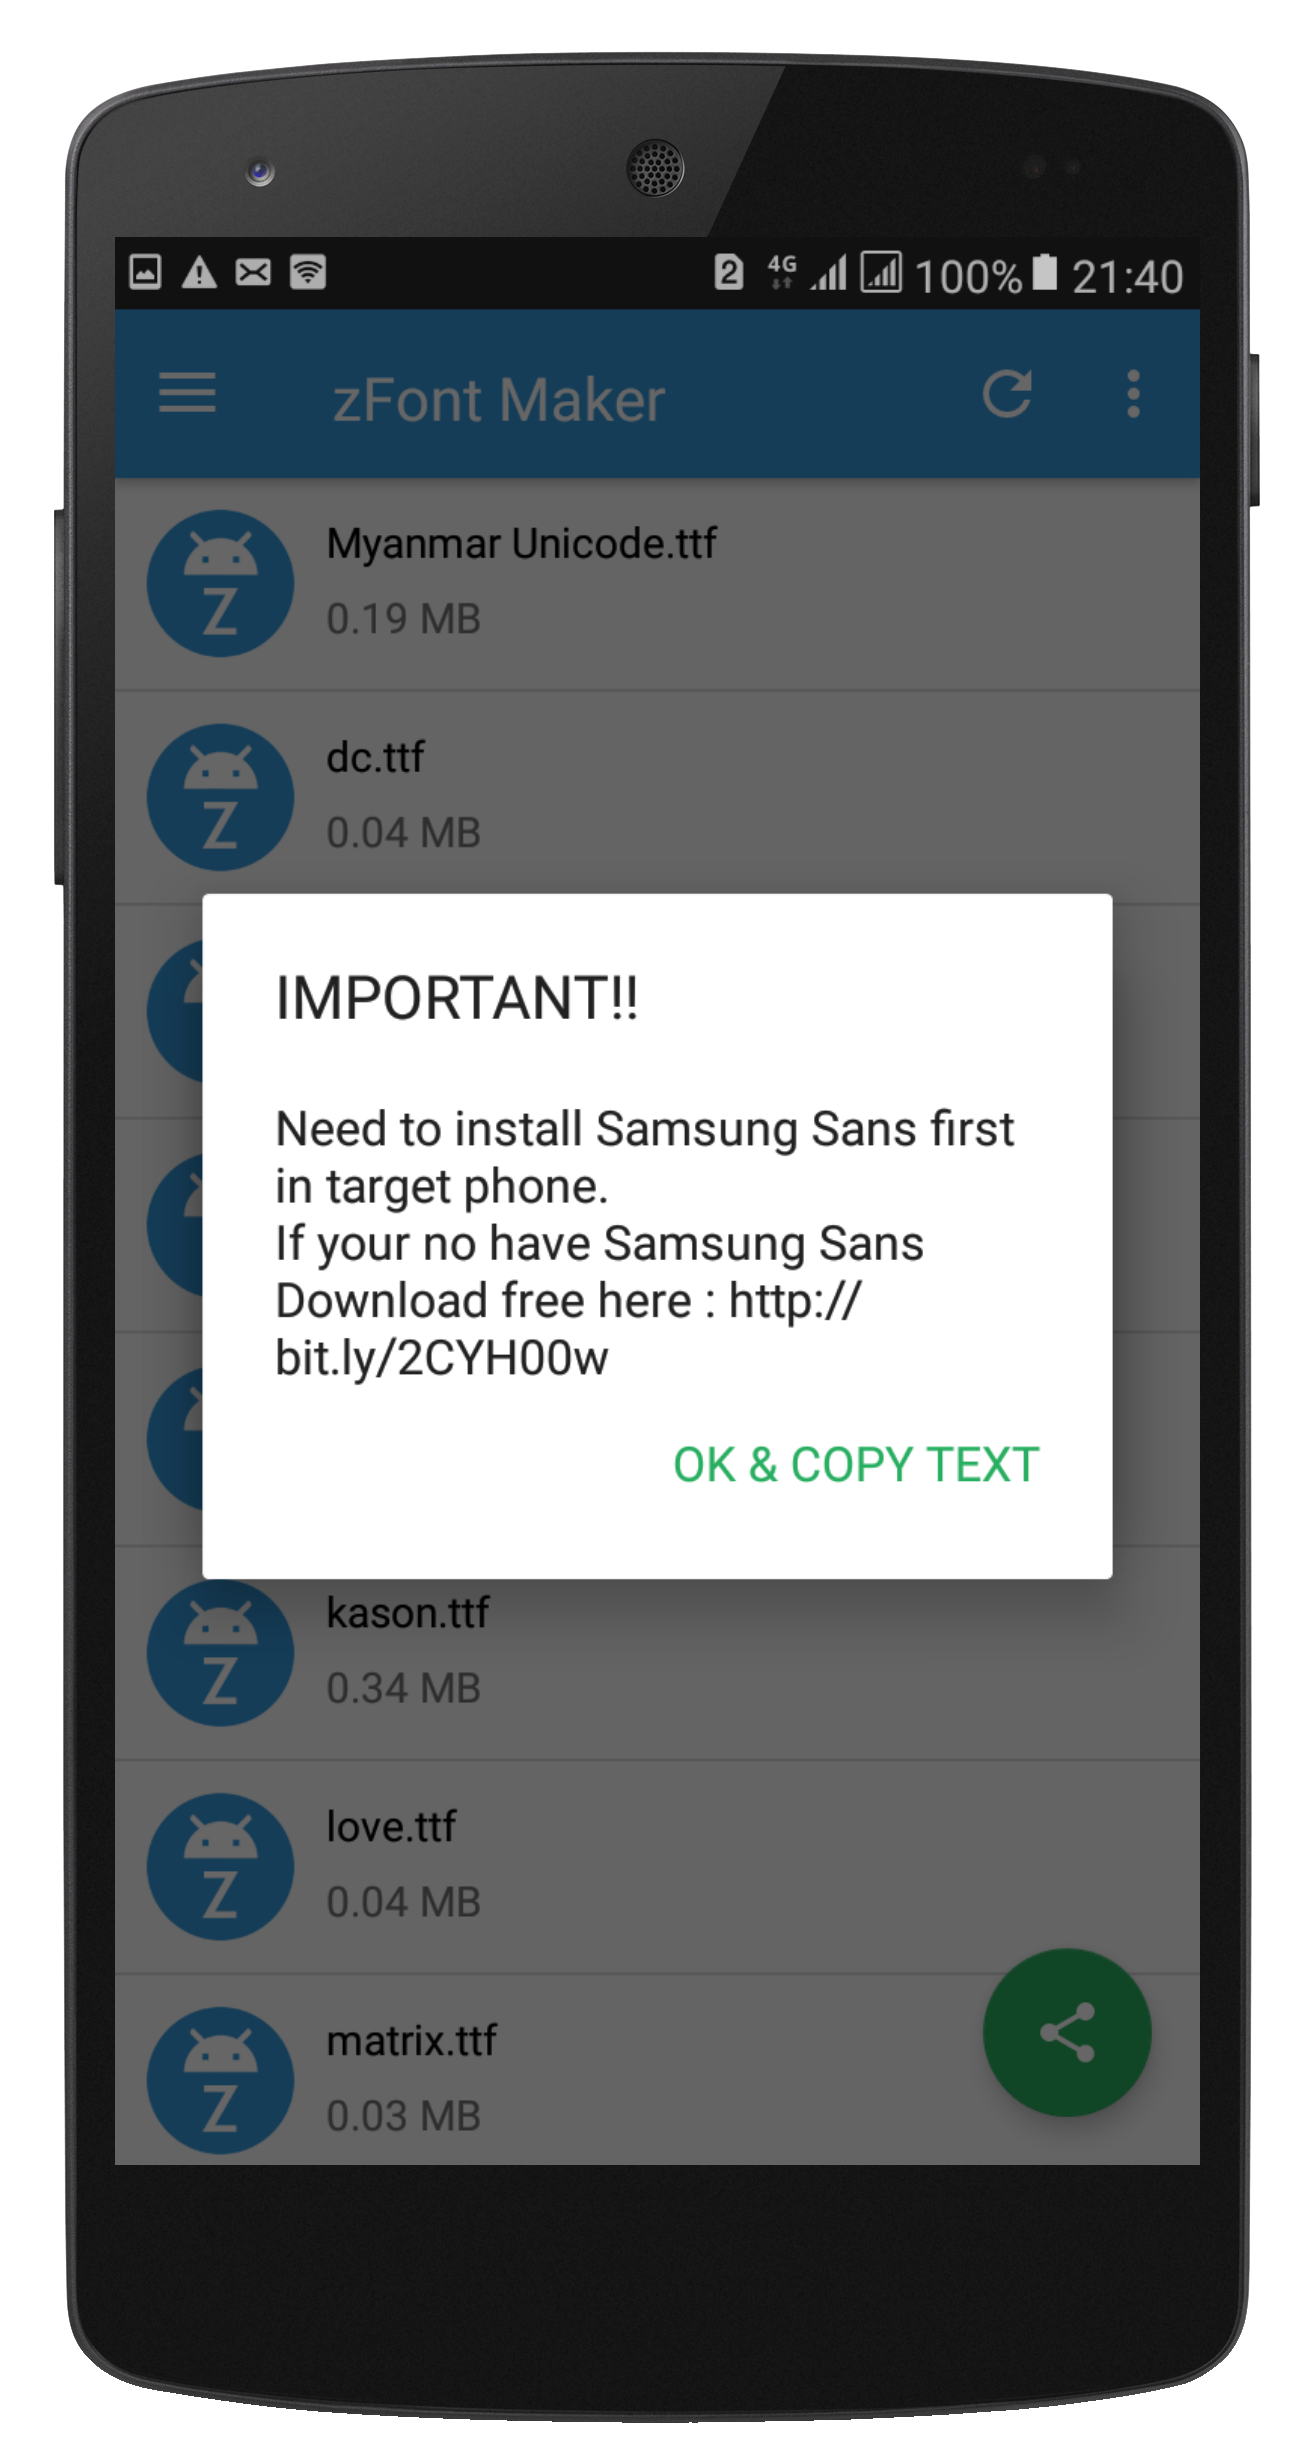 2 4G 100% 21:40
zFont Maker
Myanmar Unicode.ttf
0.19 MB
dc.ttf
0.04 MB
IMPORTANT!!
Need to install Samsung Sans first
in target phone.
If your no have Samsung Sans
Download free here : http://
bit.ly/2CYH00w
OK & COPY TEXT
kason.ttf
0.34 MB
love.ttf
0.04 MB
matrix.ttf
0.03 MB